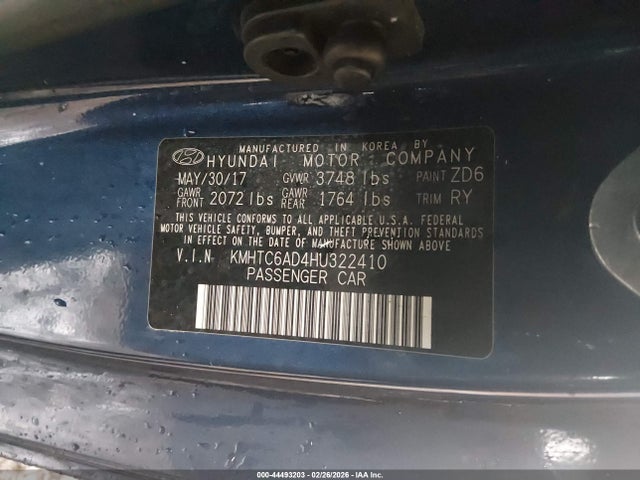 MANUFACTURED IN KOREA BY
HYUNDAI MOTOR COMPANY
MAY/30/17 GVWR 3748 lbs PAINT ZD6
GAWR FRONT 2072 lbs GAWR REAR 1764 lbs TRIM RY
THIS VEHICLE CONFORMS TO ALL APPLICABLE U.S.A. FEDERAL
MOTOR VEHICLE SAFETY, BUMPER, AND THEFT PREVENTION STANDARDS
IN EFFECT ON THE DATE OF MANUFACTURE SHOWN ABOVE
V.I.N KMHTC6AD4HU322410
PASSENGER CAR
000-44493203 - 02/26/2026 - IAA Inc.